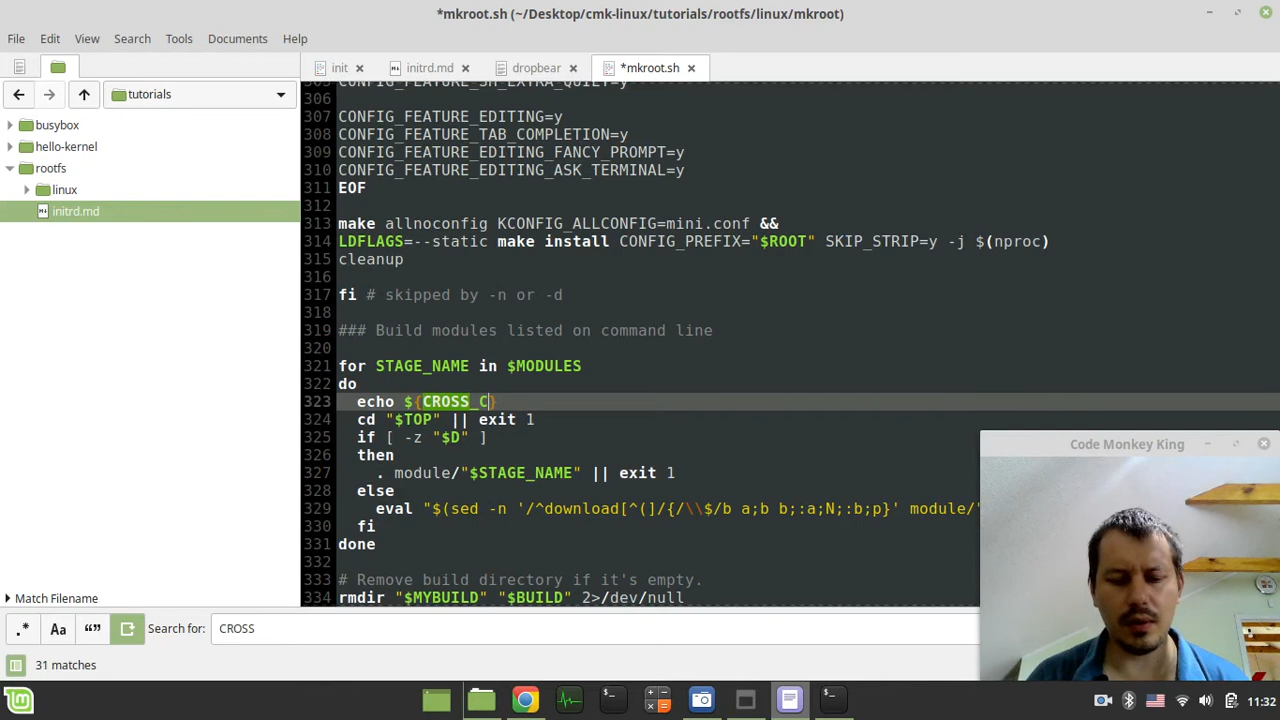 *mkroot.sh (~/Desktop/cmk-linux/tutorials/rootfs/linux/mkroot)
File Edit View Search Tools Documents Help
init
initrd.md
dropbear
*mkroot.sh
tutorials
busybox
hello-kernel
rootfs
linux
initrd.md
Match Filename
305 CONFIG_FEATURE_SH_EXTRA_QUIET=y
306
307 CONFIG_FEATURE_EDITING=y
308 CONFIG_FEATURE_TAB_COMPLETION=y
309 CONFIG_FEATURE_EDITING_FANCY_PROMPT=y
310 CONFIG_FEATURE_EDITING_ASK_TERMINAL=y
311 EOF
312
313 make allnoconfig KCONFIG_ALLCONFIG=mini.conf &&
314 LDFLAGS=--static make install CONFIG_PREFIX="$ROOT" SKIP_STRIP=y -j $(nproc)
315 cleanup
316
317 fi # skipped by -n or -d
318
319 ### Build modules listed on command line
320
321 for STAGE_NAME in $MODULES
322 do
323 echo ${CROSS_C}
324 cd "$TOP" || exit 1
325 if [ -z "$D" ]
326 then
327 . module/"$STAGE_NAME" || exit 1
328 else
329 eval "$(sed -n '/^download[^(]/{/\\$/b a;b b;:a;N;:b;p}' module/"
330 fi
331 done
332
333 # Remove build directory if it's empty.
334 rmdir "$MYBUILD" "$BUILD" 2>/dev/null
Code Monkey King
.* Aa “” Search for: CROSS
31 matches
11:32